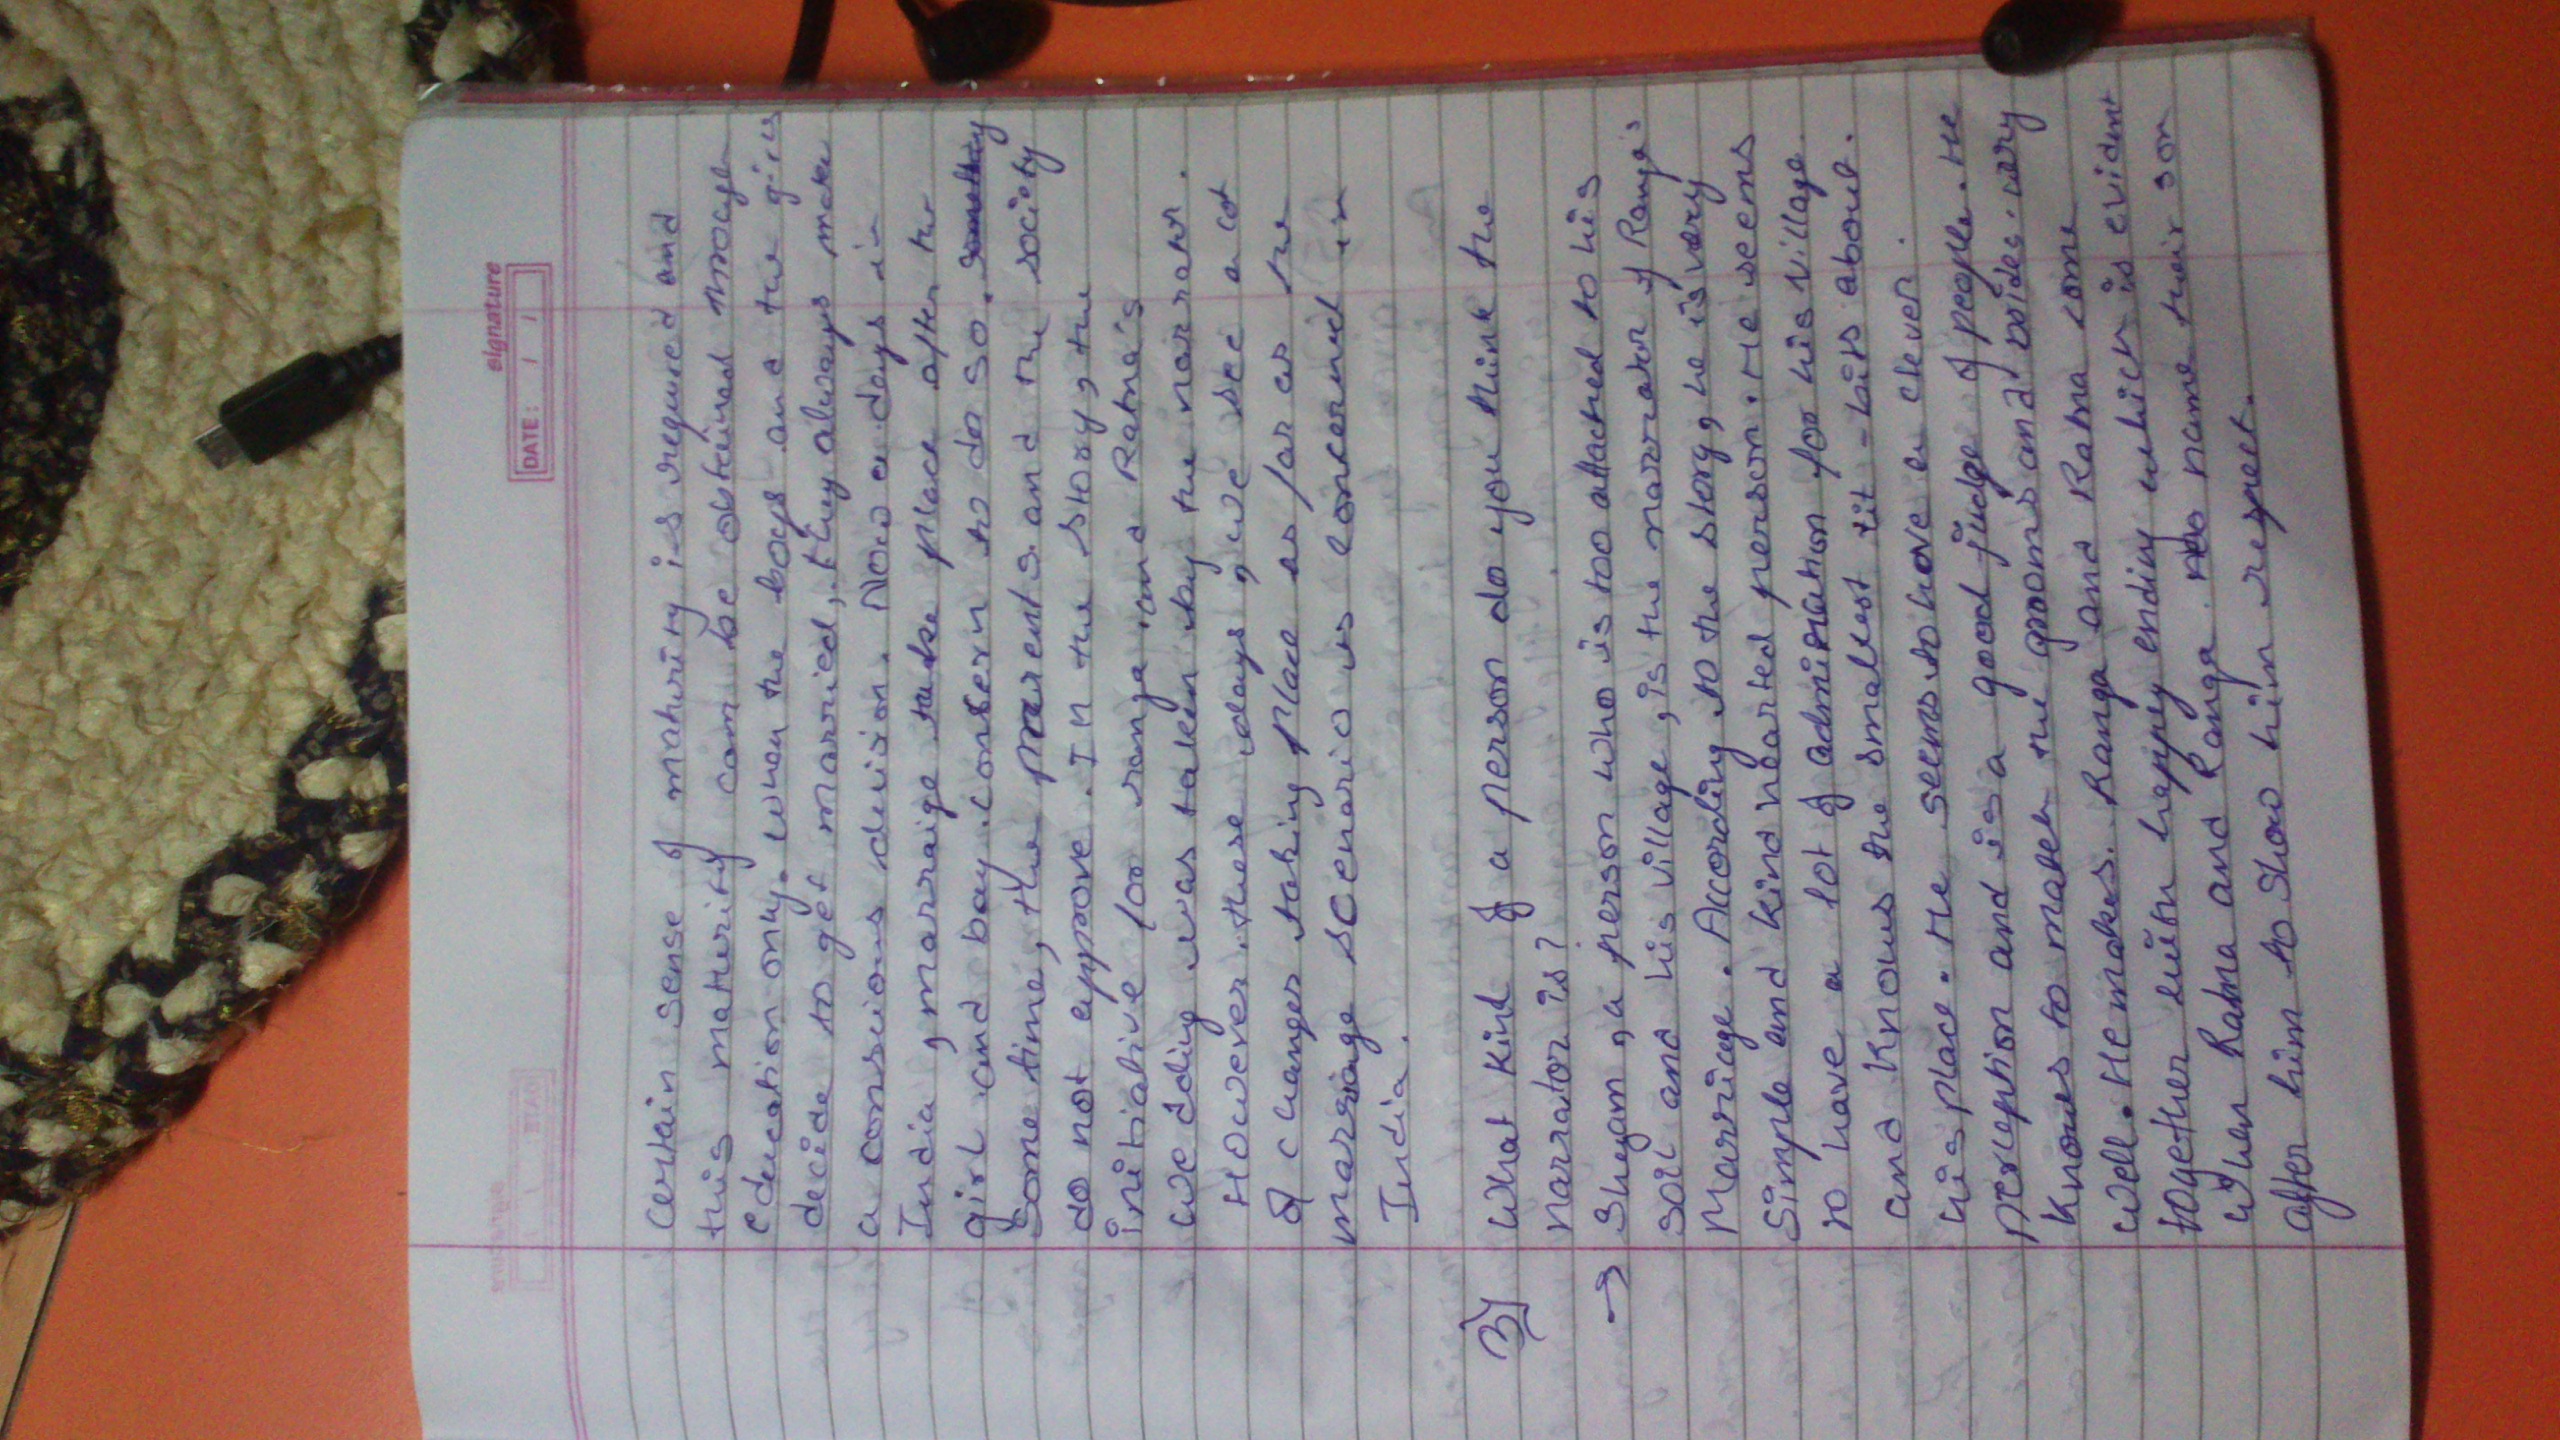 signature
DATE: / /
certain sense of maturity is required and
this maturity can be obtained through
education only. When the boys and the girls
decide to get married, they always make
a conscious decision. Now a days in
India, marraige take place after the
girl and boy consern to do so. something
some time, the parents and the society
do not approve. In the story, the
initiative for ranga and Ratna's
wedding was taken by the narrator.
However these days, we see a lot
of changes taking place as far as the
marriage scenario is concerned in
India.
3) What kind of a person do you think the
narrator is?
→ Shyam, a person who is too attached to his
soil and his village, is the narrator of Ranga's
Marriage. According to the story, he is very
simple and kind hearted person. He seems
to have a lot of admiration for his village
and knows the smallest tit-bits about.
his place. He seems to have a clever
perception and is a good judge of people. He
knows to match the grooms and brides very
well. He makes. Ranga and Ratna come
together with happy ending which is evident
when Ratna and Ranga name their son
after him to show him respect.